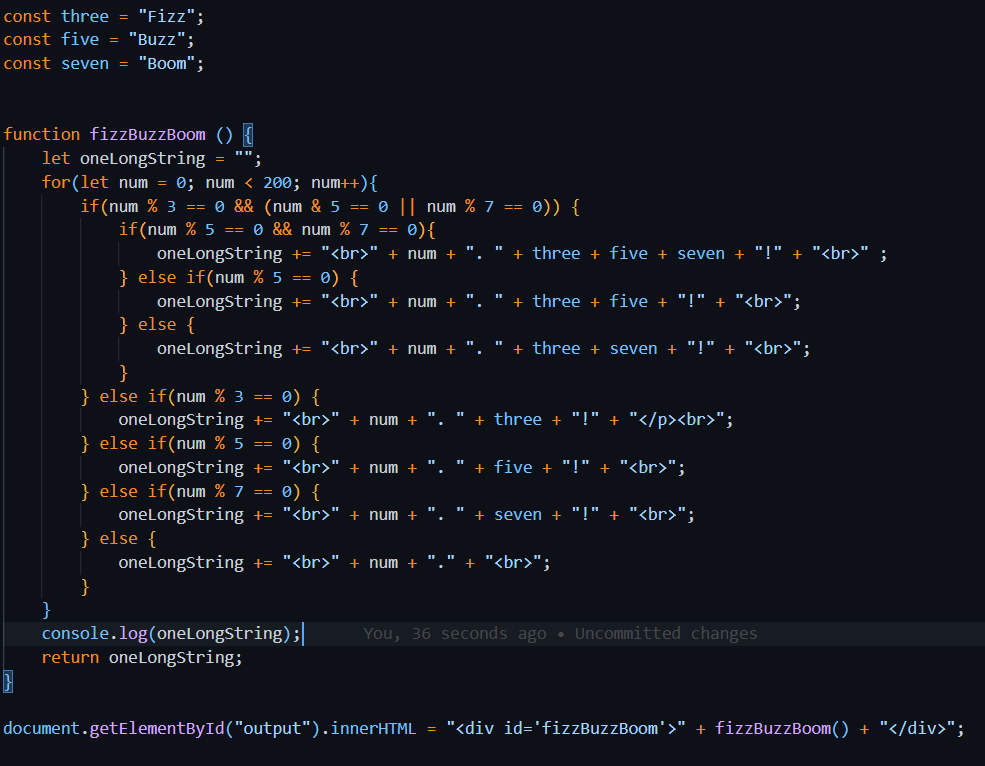 const three = "Fizz";
const five = "Buzz";
const seven = "Boom";
function fizzBuzzBoom () {
    let oneLongString = "";
    for(let num = 0; num < 200; num++){
        if(num % 3 == 0 && (num & 5 == 0 || num % 7 == 0)) {
            if(num % 5 == 0 && num % 7 == 0){
                oneLongString += "<br>" + num + ". " + three + five + seven + "!" + "<br>" ;
            } else if(num % 5 == 0) {
                oneLongString += "<br>" + num + ". " + three + five + "!" + "<br>";
            } else {
                oneLongString += "<br>" + num + ". " + three + seven + "!" + "<br>";
            }
        } else if(num % 3 == 0) {
            oneLongString += "<br>" + num + ". " + three + "!" + "</p><br>";
        } else if(num % 5 == 0) {
            oneLongString += "<br>" + num + ". " + five + "!" + "<br>";
        } else if(num % 7 == 0) {
            oneLongString += "<br>" + num + ". " + seven + "!" + "<br>";
        } else {
            oneLongString += "<br>" + num + "." + "<br>";
        }
    }
    console.log(oneLongString);      You, 36 seconds ago • Uncommitted changes
    return oneLongString;
}
document.getElementById("output").innerHTML = "<div id='fizzBuzzBoom'>" + fizzBuzzBoom() + "</div>";